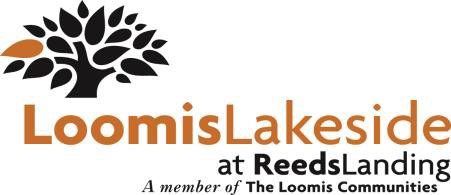 LoomisLakeside
at ReedsLanding
A member of The Loomis Communities